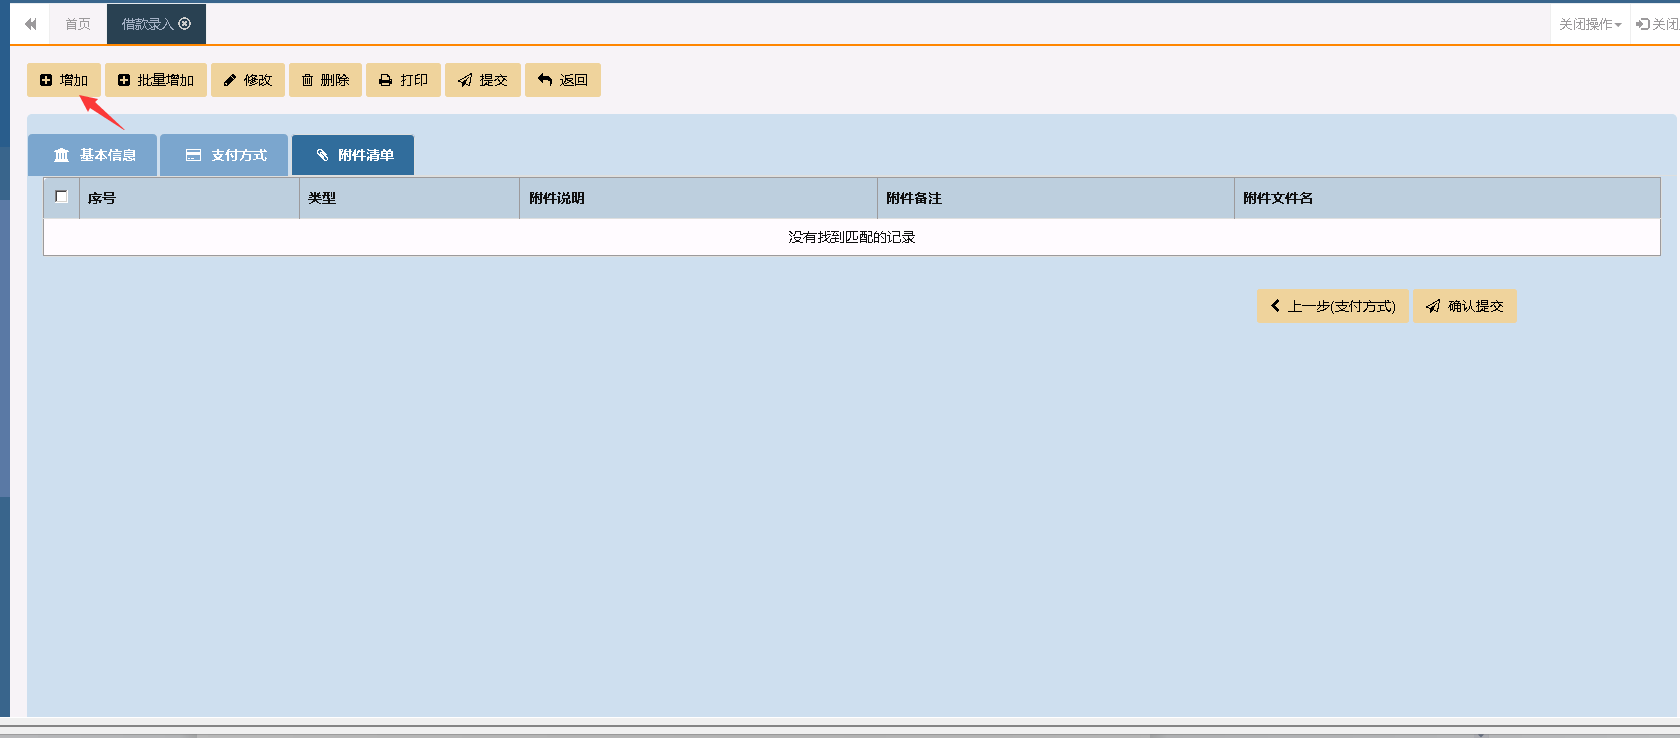 首页 借款录入 关闭操作 关闭
增加 批量增加 修改 删除 打印 提交 返回
基本信息 支付方式 附件清单
序号 类型 附件说明 附件备注 附件文件名
没有找到匹配的记录
上一步(支付方式) 确认提交